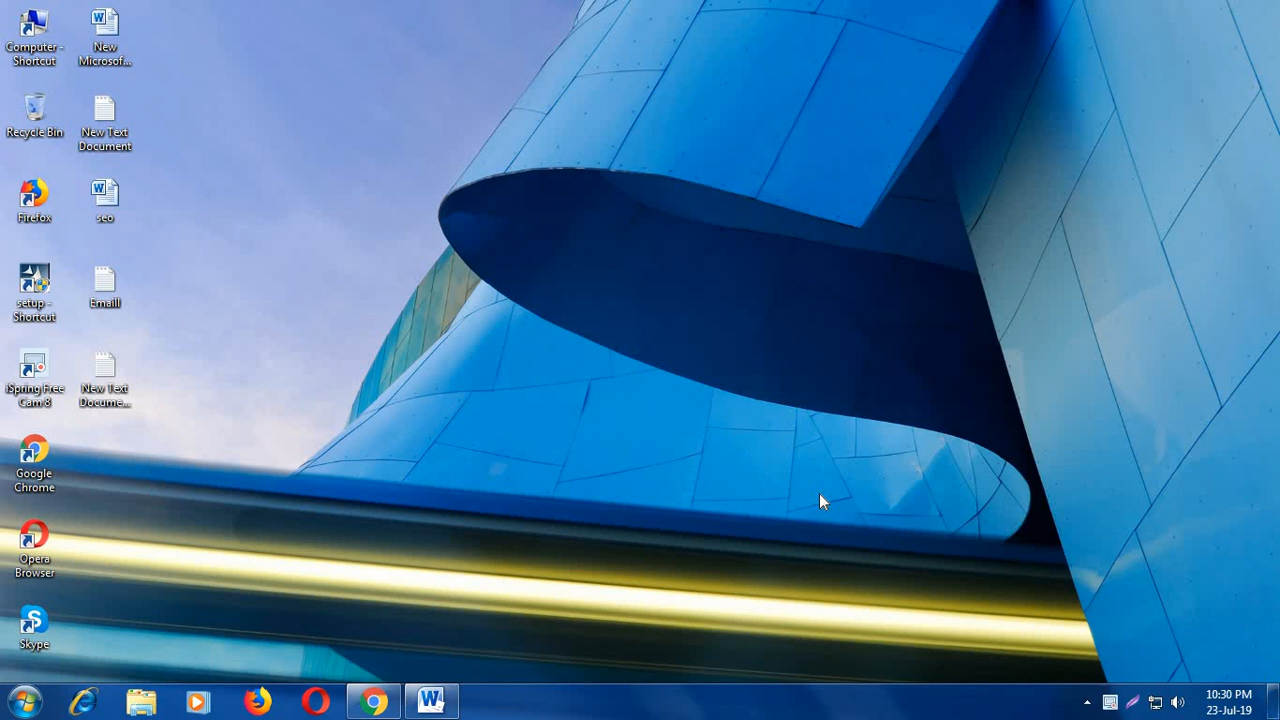 Computer -
Shortcut
New
Microsof...
Recycle Bin
New Text
Document
Firefox
seo
setup -
Shortcut
Emaill
iSpring Free
Cam 8
New Text
Docume...
Google
Chrome
Opera
Browser
Skype
10:30 PM
23-Jul-19